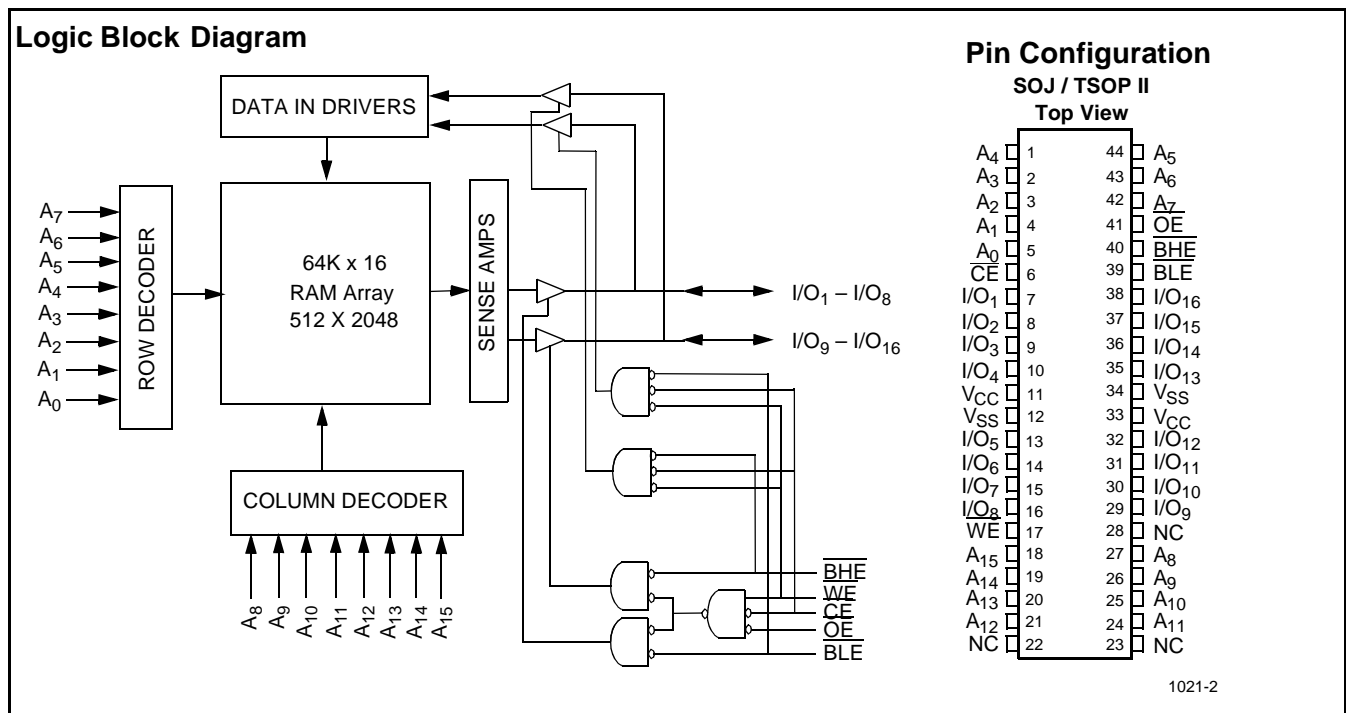 Logic Block Diagram
DATA IN DRIVERS
A7
A6
A5
A4
A3
A2
A1
A0
ROW DECODER
64K x 16
RAM Array
512 X 2048
SENSE AMPS
I/O1 – I/O8
I/O9 – I/O16
COLUMN DECODER
A8
A9
A10
A11
A12
A13
A14
A15
BHE
WE
CE
OE
BLE
Pin Configuration
SOJ / TSOP II
Top View
A4 1 44 A5
A3 2 43 A6
A2 3 42 A7
A1 4 41 OE
A0 5 40 BHE
CE 6 39 BLE
I/O1 7 38 I/O16
I/O2 8 37 I/O15
I/O3 9 36 I/O14
I/O4 10 35 I/O13
VCC 11 34 VSS
VSS 12 33 VCC
I/O5 13 32 I/O12
I/O6 14 31 I/O11
I/O7 15 30 I/O10
I/O8 16 29 I/O9
WE 17 28 NC
A15 18 27 A8
A14 19 26 A9
A13 20 25 A10
A12 21 24 A11
NC 22 23 NC
1021-2